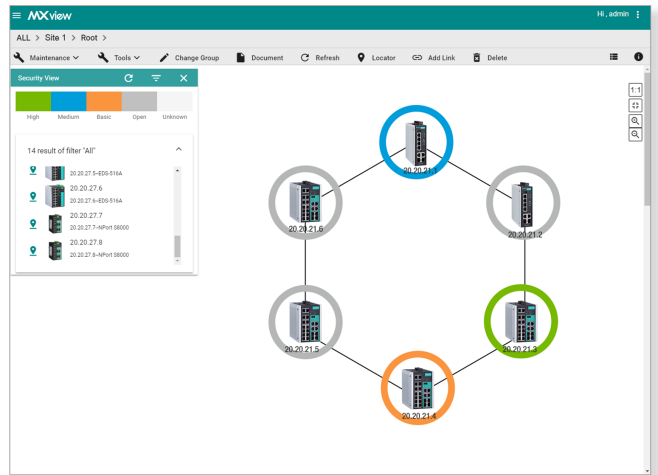 MXview
Hi , admin
ALL > Site 1 > Root >
Maintenance Tools Change Group Document Refresh Locator Add Link Delete
Security View
High Medium Basic Open Unknown
14 result of filter "All"
20.20.27.5–EDS-516A
20.20.27.6
20.20.27.6–EDS-516A
20.20.27.7
20.20.27.7–NPort S8000
20.20.27.8
20.20.27.8–NPort S8000
1:1
20.20.21.1
20.20.21.6
20.20.21.2
20.20.21.5
20.20.21.3
20.20.21.4